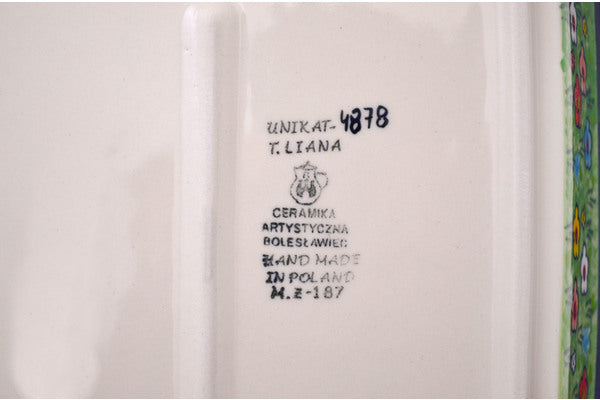 UNIKAT-4878
T. LIANA
CERAMIKA
ARTYSTYCZNA
BOLESŁAWIEC
HAND MADE
IN POLAND
M.Z-187